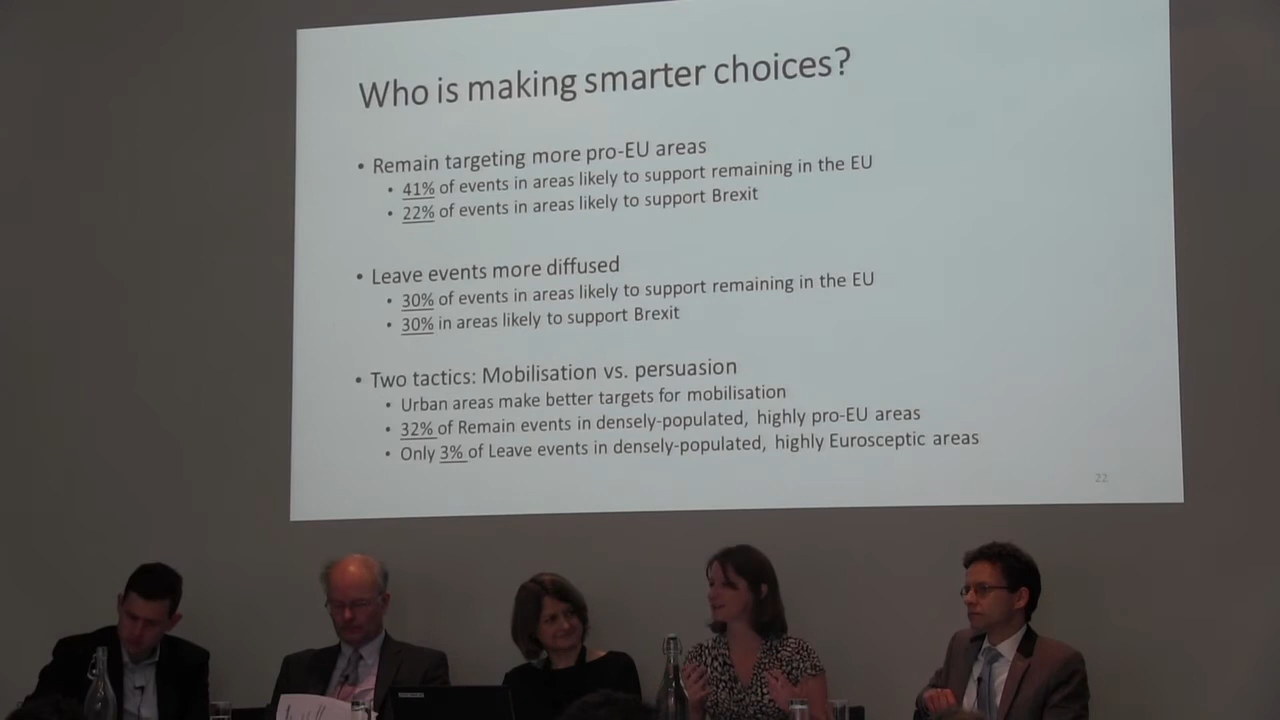 Who is making smarter choices?
• Remain targeting more pro-EU areas
• 41% of events in areas likely to support remaining in the EU
• 22% of events in areas likely to support Brexit
• Leave events more diffused
• 30% of events in areas likely to support remaining in the EU
• 30% in areas likely to support Brexit
• Two tactics: Mobilisation vs. persuasion
• Urban areas make better targets for mobilisation
• 32% of Remain events in densely-populated, highly pro-EU areas
• Only 3% of Leave events in densely-populated, highly Eurosceptic areas
22